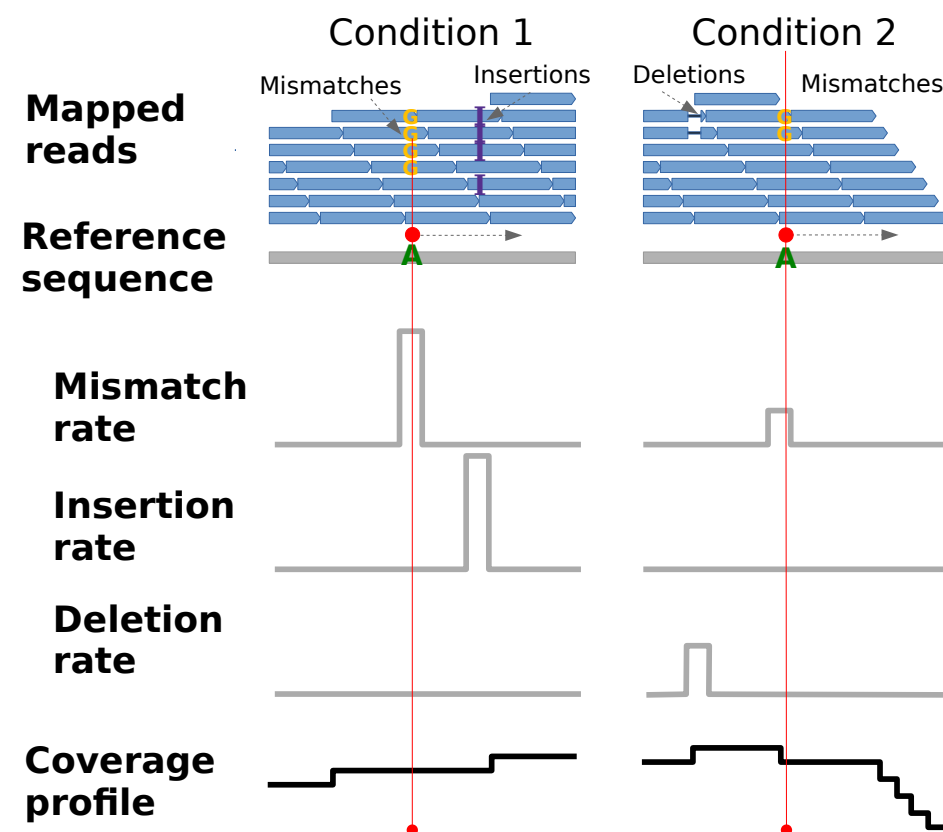 Condition 1
Condition 2
Mismatches
Insertions
Deletions
Mismatches
Mapped
reads
G
G
G
G
I
I
I
I
G
G
Reference
sequence
A
A
Mismatch
rate
Insertion
rate
Deletion
rate
Coverage
profile